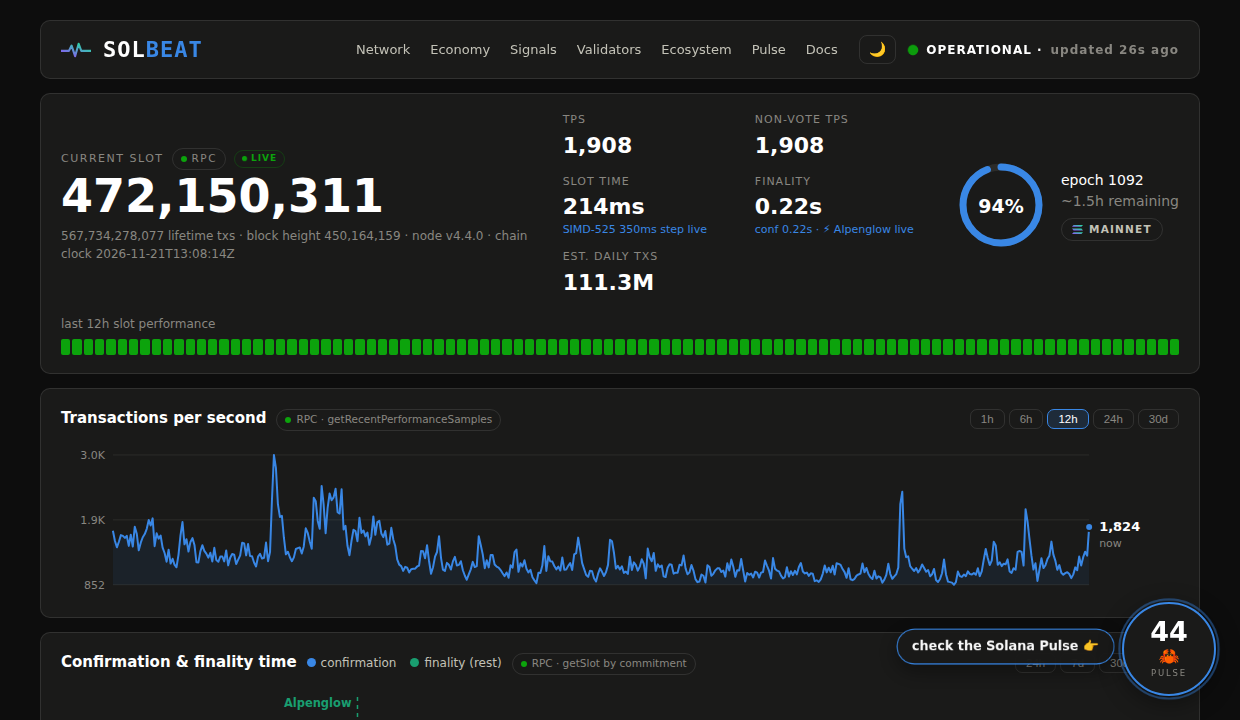 SOLBEAT
Network Economy Signals Validators Ecosystem Pulse Docs
OPERATIONAL · updated 26s ago
CURRENT SLOT RPC LIVE
472,150,311
567,734,278,077 lifetime txs · block height 450,164,159 · node v4.4.0 · chain
clock 2026-11-21T13:08:14Z
TPS
1,908
NON-VOTE TPS
1,908
SLOT TIME
214ms
SIMD-525 350ms step live
FINALITY
0.22s
conf 0.22s · ⚡ Alpenglow live
EST. DAILY TXS
111.3M
94%
epoch 1092
~1.5h remaining
MAINNET
last 12h slot performance
Transactions per second RPC · getRecentPerformanceSamples
1h 6h 12h 24h 30d
3.0K
1.9K
852
1,824
now
Confirmation & finality time confirmation finality (rest) RPC · getSlot by commitment
check the Solana Pulse 👉
44
PULSE
Alpenglow